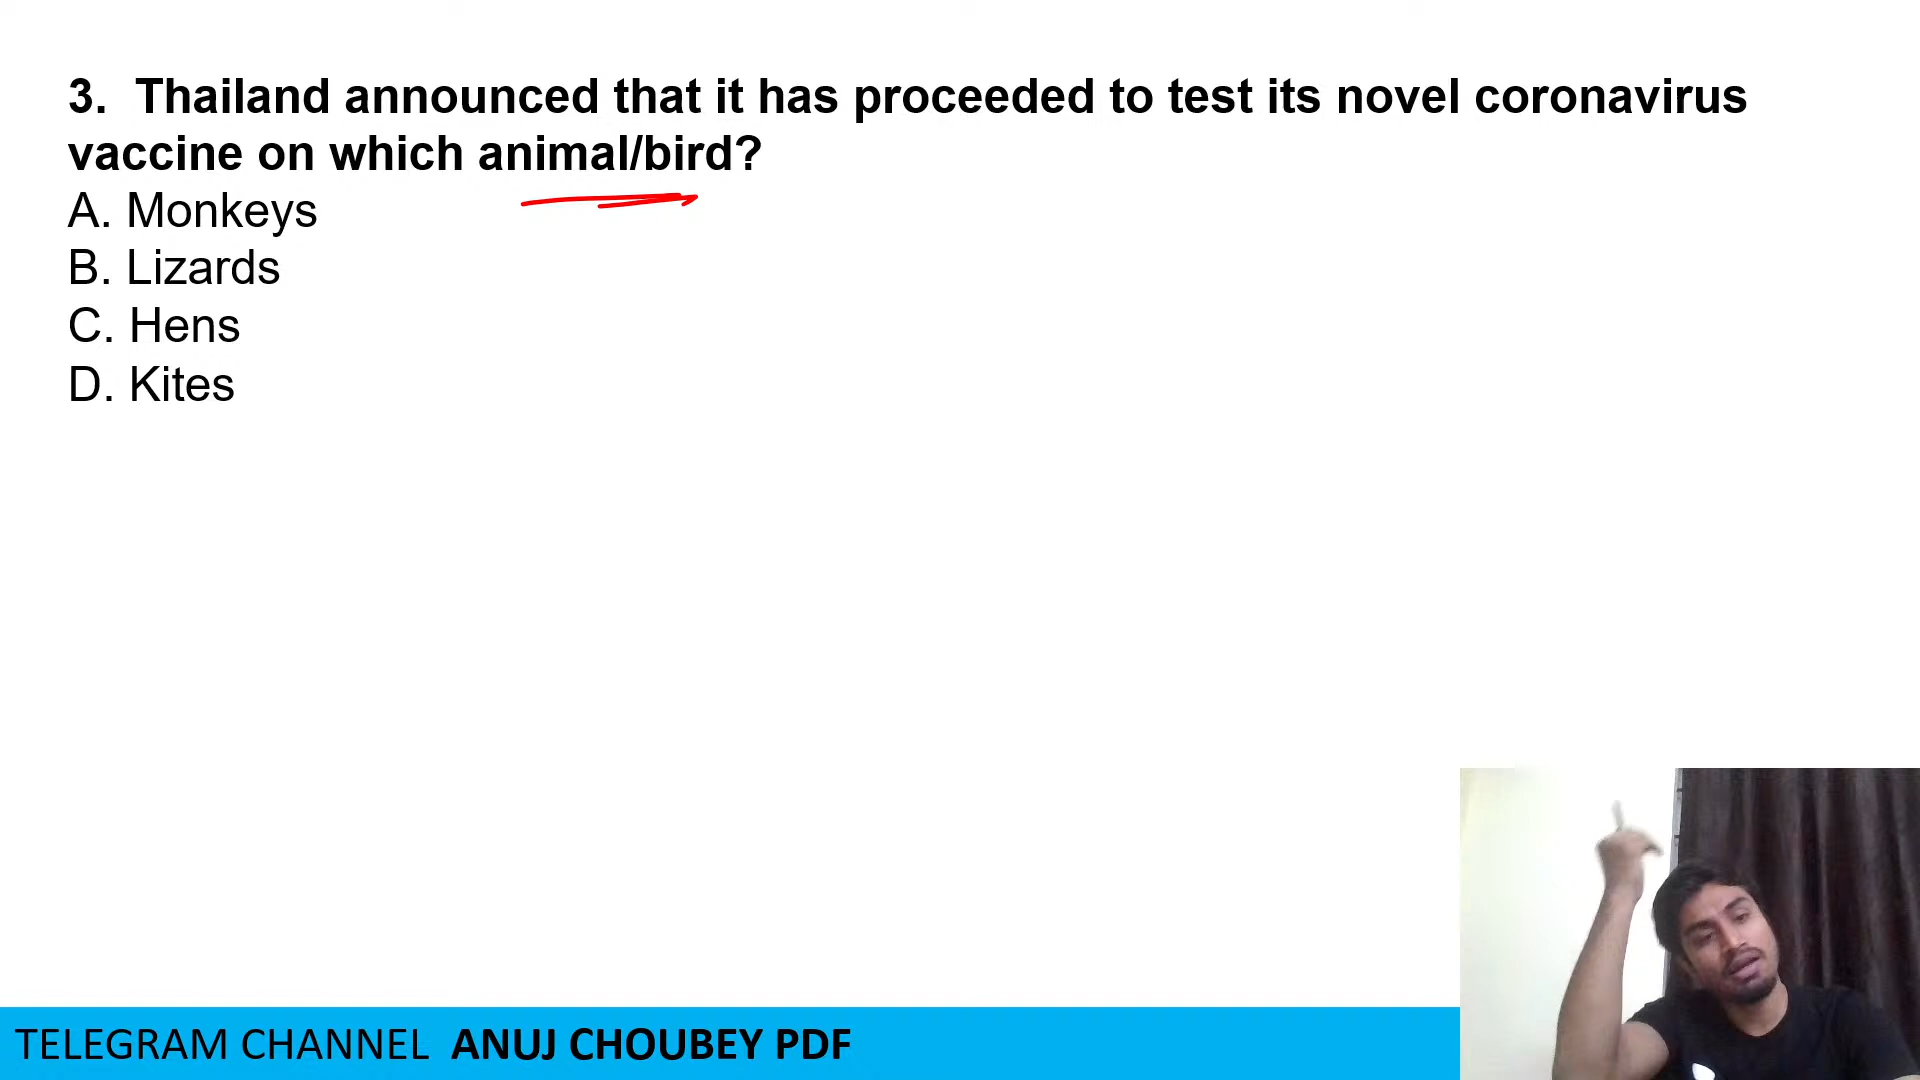 3. Thailand announced that it has proceeded to test its novel coronavirus
vaccine on which animal/bird?
A. Monkeys
B. Lizards
C. Hens
D. Kites
TELEGRAM CHANNEL ANUJ CHOUBEY PDF